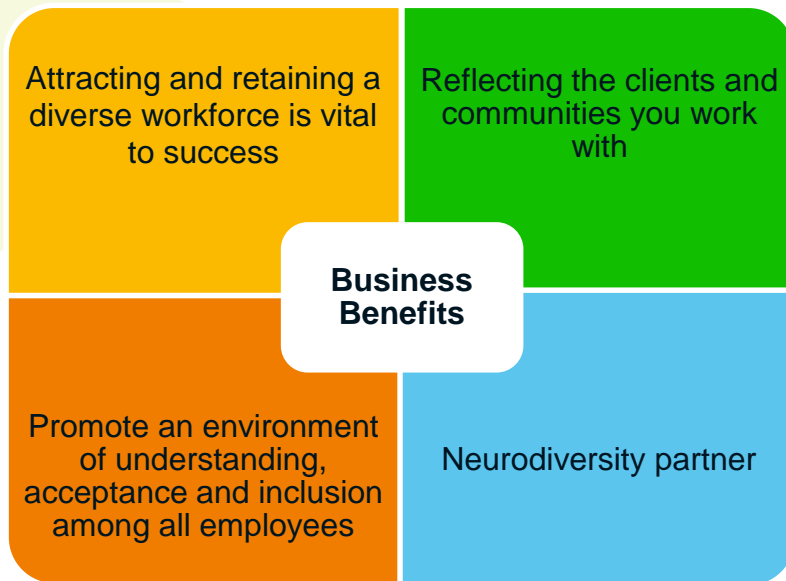 Attracting and retaining a
diverse workforce is vital
to success
Reflecting the clients and
communities you work
with
Business
Benefits
Promote an environment
of understanding,
acceptance and inclusion
among all employees
Neurodiversity partner